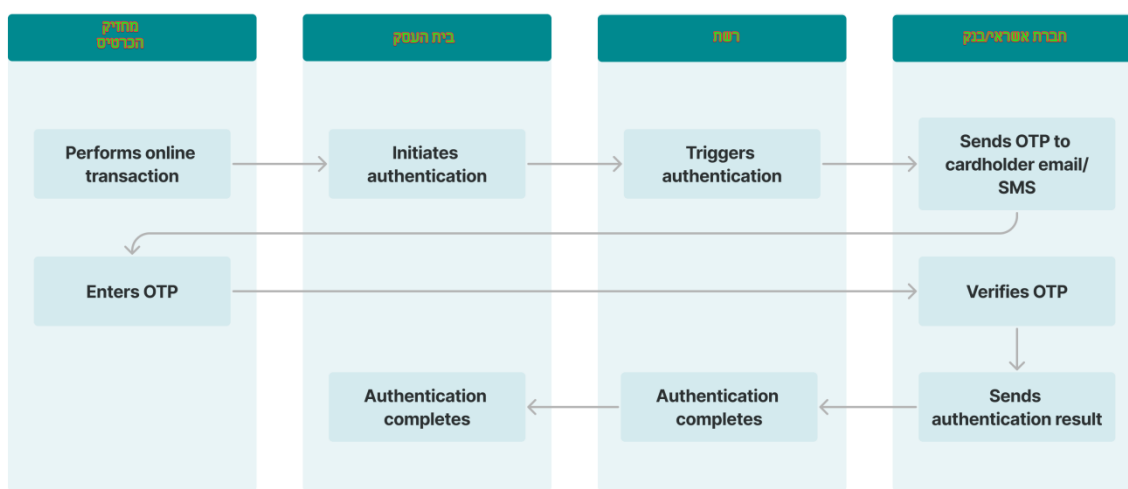 מחזיק
הכרטיס
בית העסק
רשת
חברת אשראי/בנק
Performs online
transaction
Initiates
authentication
Triggers
authentication
Sends OTP to
cardholder email/
SMS
Enters OTP
Verifies OTP
Authentication
completes
Authentication
completes
Sends
authentication result